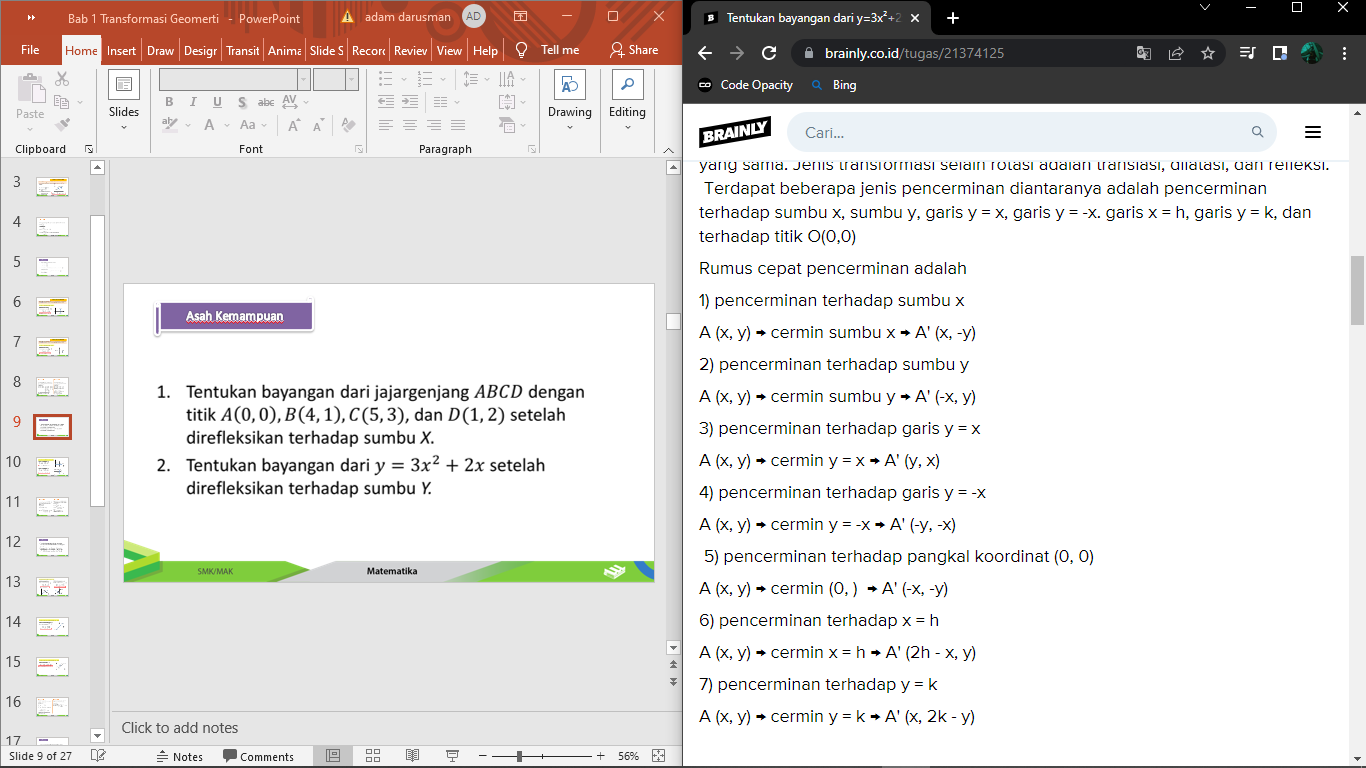 Bab 1 Transformasi Geomerti - PowerPoint
adam darusman
AD
File
Home
Insert
Draw
Desigr
Transit
Anima
Slide S
Recorc
Reviev
View
Help
Tell me
Share
Paste
Clipboard
Slides
B I U S abc AV
A Aa A A
Font
Paragraph
Drawing
Editing
3
4
5
6
7
8
9
10
11
12
13
14
15
16
17
Asah Kemampuan
1. Tentukan bayangan dari jajargenjang ABCD dengan
titik A(0, 0), B(4, 1), C(5, 3), dan D(1, 2) setelah
direfleksikan terhadap sumbu X.
2. Tentukan bayangan dari y = 3x² + 2x setelah
direfleksikan terhadap sumbu Y.
SMK/MAK
Matematika
Click to add notes
Slide 9 of 27
Notes
Comments
56%
Tentukan bayangan dari y=3x²+2
brainly.co.id/tugas/21374125
Code Opacity
Bing
BRAINLY
Cari...
yang sama. Jenis transformasi selain rotasi adalah translasi, dilatasi, dan refleksi.
Terdapat beberapa jenis pencerminan diantaranya adalah pencerminan
terhadap sumbu x, sumbu y, garis y = x, garis y = -x. garis x = h, garis y = k, dan
terhadap titik O(0,0)
Rumus cepat pencerminan adalah
1) pencerminan terhadap sumbu x
A (x, y) → cermin sumbu x → A' (x, -y)
2) pencerminan terhadap sumbu y
A (x, y) → cermin sumbu y → A' (-x, y)
3) pencerminan terhadap garis y = x
A (x, y) → cermin y = x → A' (y, x)
4) pencerminan terhadap garis y = -x
A (x, y) → cermin y = -x → A' (-y, -x)
5) pencerminan terhadap pangkal koordinat (0, 0)
A (x, y) → cermin (0, ) → A' (-x, -y)
6) pencerminan terhadap x = h
A (x, y) → cermin x = h → A' (2h - x, y)
7) pencerminan terhadap y = k
A (x, y) → cermin y = k → A' (x, 2k - y)